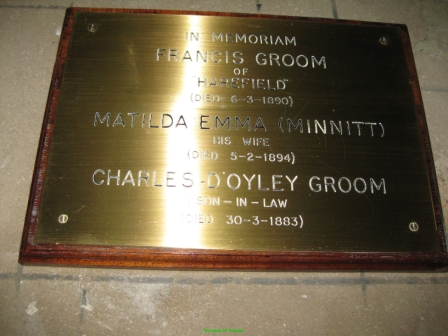 IN MEMORIAM
FRANCIS GROOM
OF
"HAREFIELD"
(DIED 6-3-1890)
MATILDA EMMA (MINNITT)
HIS WIFE
(DIED 5-2-1894)
CHARLES D'OYLEY GROOM
SON-IN-LAW
(DIED 30-3-1883)